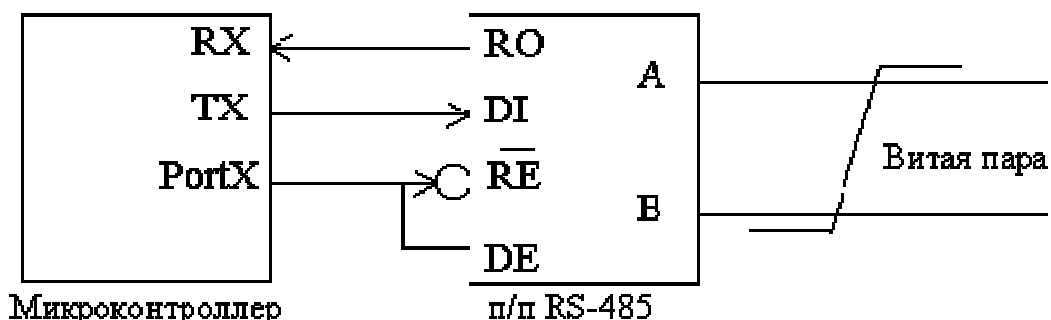 RX
TX
PortX
Микроконтроллер
RO
DI
RE
DE
A
B
п/п RS-485
Витая пара